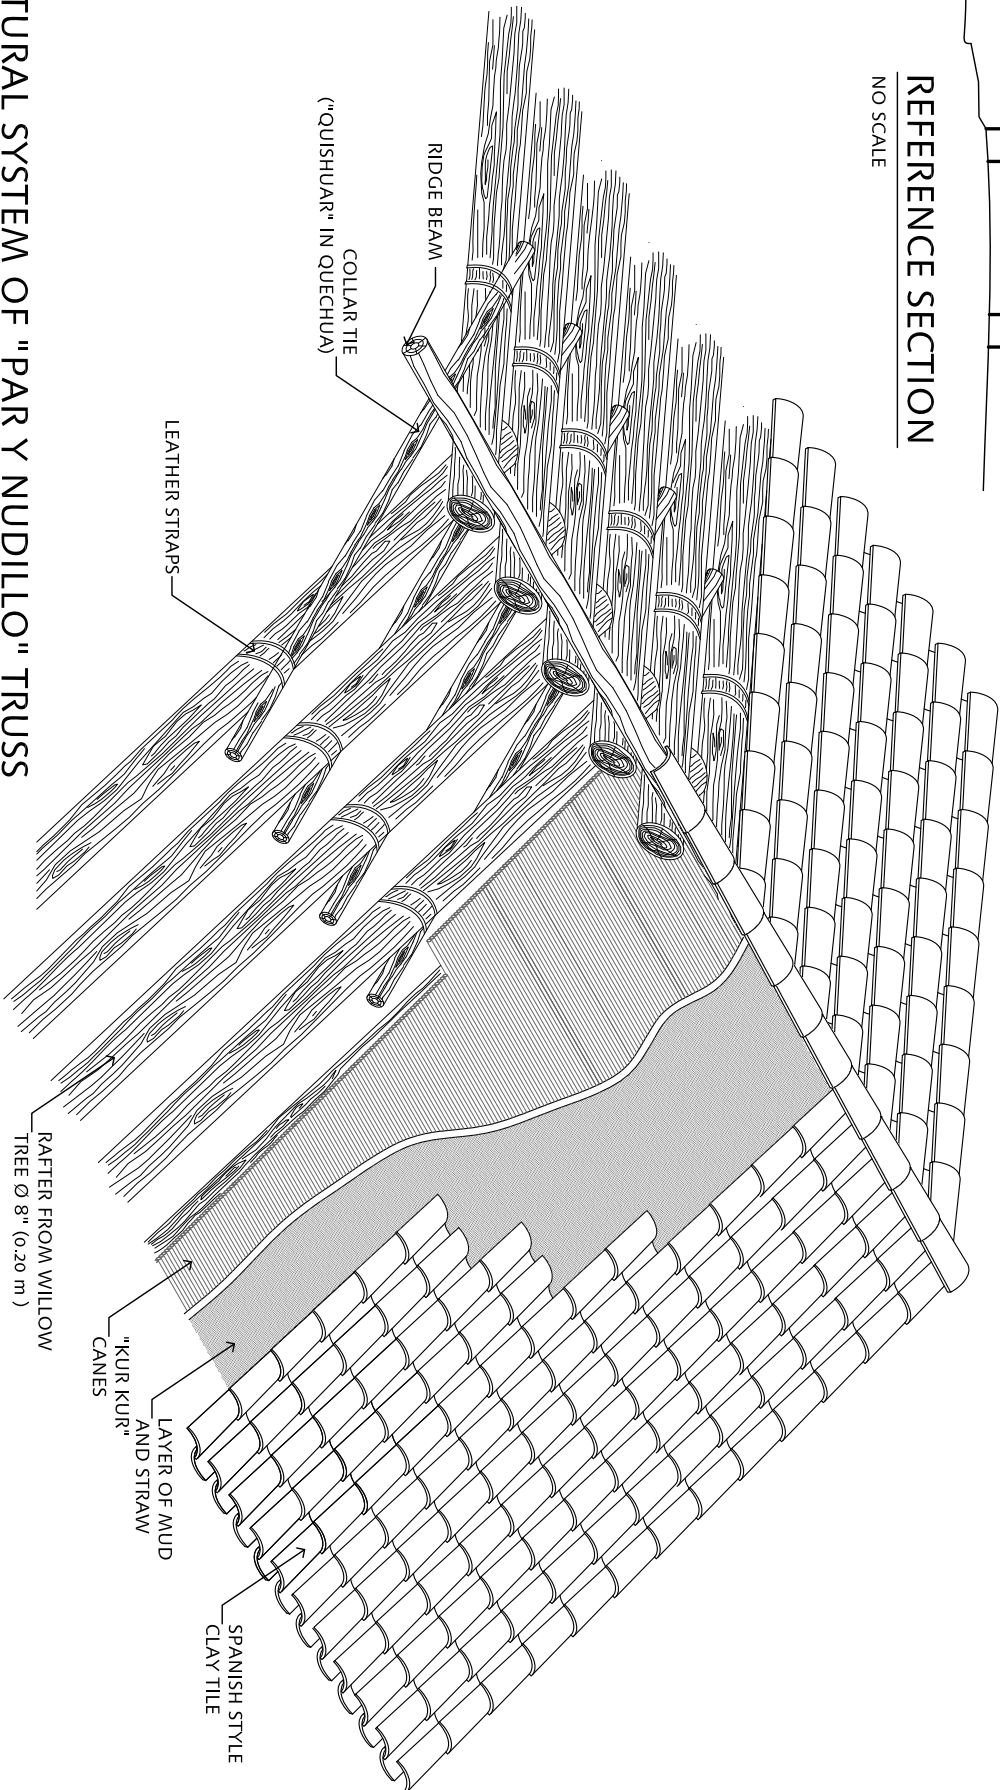 REFERENCE SECTION
NO SCALE
RIDGE BEAM
COLLAR TIE
("QUISHUAR" IN QUECHUA)
LEATHER STRAPS
RAFTER FROM WILLOW
TREE Ø 8" (0.20 m )
"KUR KUR"
CANES
LAYER OF MUD
AND STRAW
SPANISH STYLE
CLAY TILE
TURAL SYSTEM OF "PAR Y NUDILLO" TRUSS